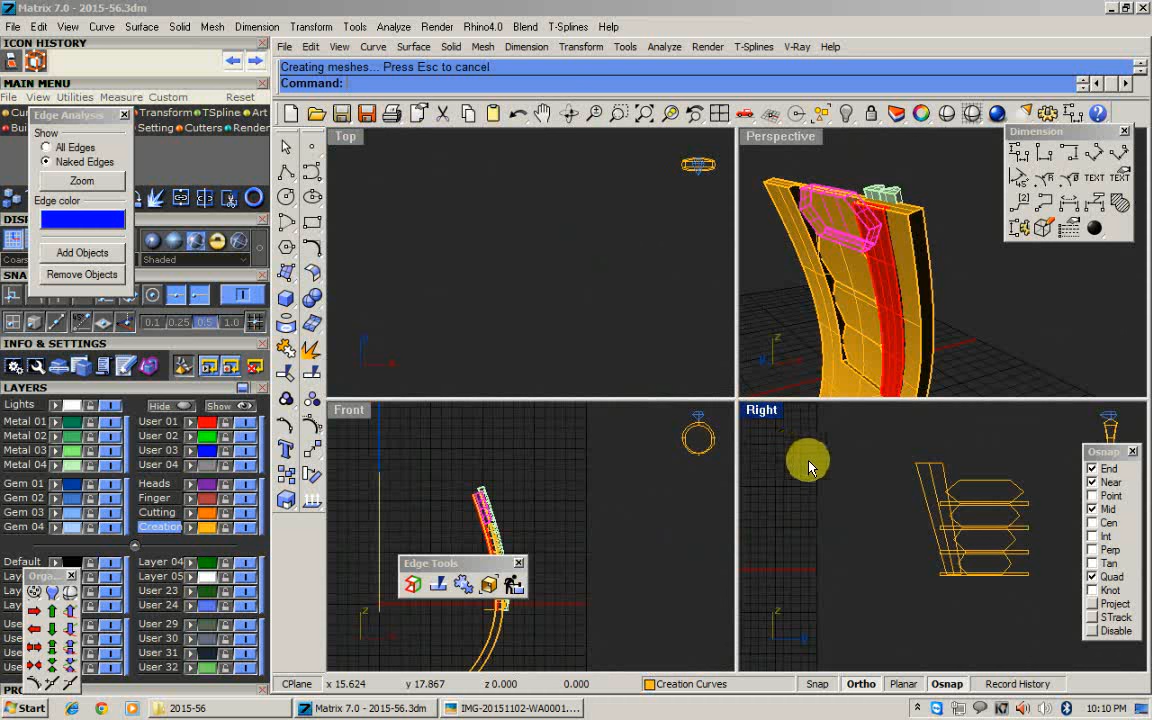 Matrix 7.0 - 2015-56.3dm
File Edit View Curve Surface Solid Mesh Dimension Transform Tools Analyze Render Rhino4.0 Blend T-Splines Help
ICON HISTORY
MAIN MENU
File View Utilities Measure Custom Reset
Transform TSpline Art
Setting Cutters Render
Edge Analysis
Show
All Edges
Naked Edges
Zoom
Edge color
Add Objects
Remove Objects
Shaded
0.1 0.25 0.5 1.0
INFO & SETTINGS
LAYERS
Lights Hide Show
Metal 01 User 01
Metal 02 User 02
Metal 03 User 03
Metal 04 User 04
Gem 01 Heads
Gem 02 Finger
Gem 03 Cutting
Gem 04 Creation
Default Layer 04
Layer 05
User 23
User 24
User 29
User 30
User 31
User 32
File Edit View Curve Surface Solid Mesh Dimension Transform Tools Analyze Render T-Splines V-Ray Help
Creating meshes... Press Esc to cancel
Command:
Top
Perspective
Dimension
TEXT TEXT
Front
Right
Edge Tools
Osnap
End
Near
Point
Mid
Cen
Int
Perp
Tan
Quad
Knot
Project
STrack
Disable
z
z
z
CPlane x 15.624 y 17.867 z 0.000 0.000 Creation Curves Snap Ortho Planar Osnap Record History
Start 2015-56 Matrix 7.0 - 2015-56.3dm IMG-20151102-WA0001.... 10:10 PM